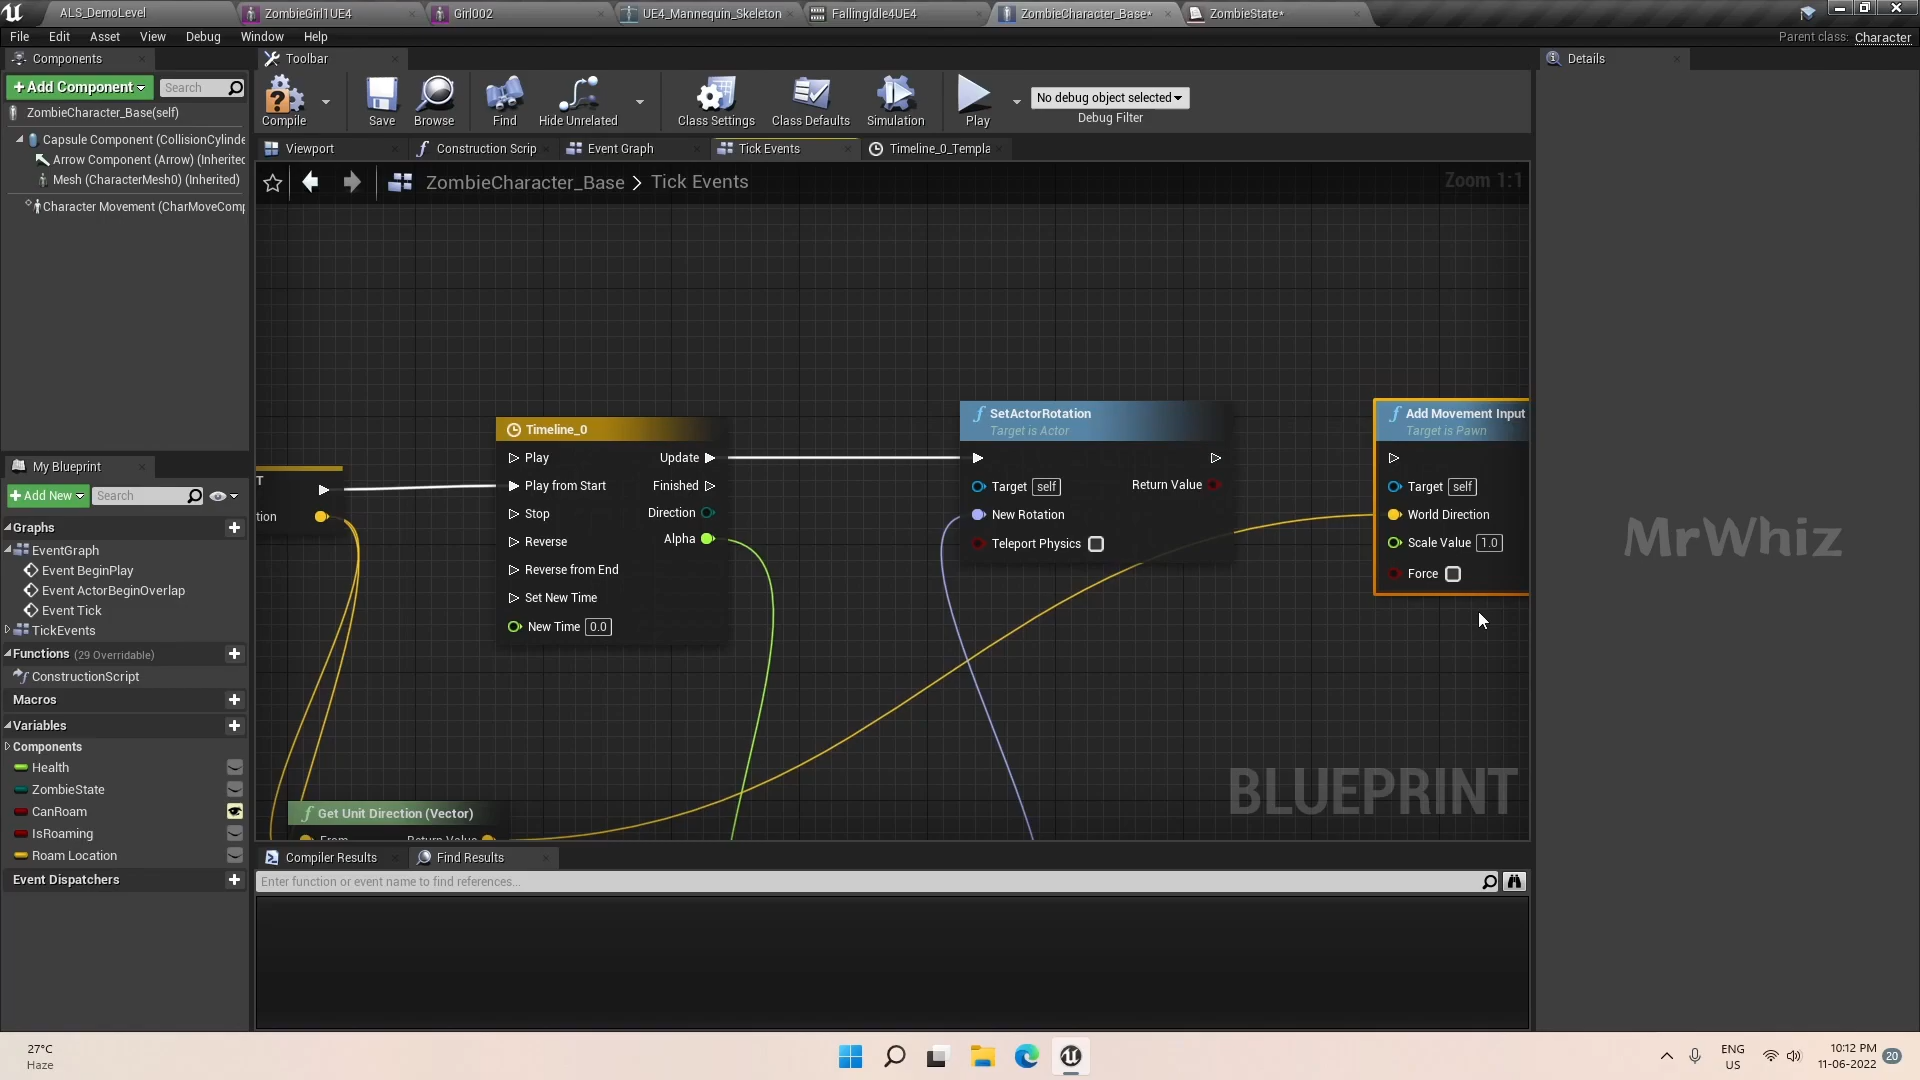 ALS_DemoLevel
ZombieGirl1UE4
Girl002
UE4_Mannequin_Skeleton
FallingIdle4UE4
ZombieCharacter_Base*
ZombieState*
File Edit Asset View Debug Window Help
Parent class: Character
Components
Toolbar
Details
+Add Component
Search
Compile
Save
Browse
Find
Hide Unrelated
Class Settings
Class Defaults
Simulation
Play
No debug object selected
Debug Filter
ZombieCharacter_Base(self)
Capsule Component (CollisionCylinde
Arrow Component (Arrow) (Inherited
Mesh (CharacterMesh0) (Inherited)
Character Movement (CharMoveComp
Viewport
Construction Scrip
Event Graph
Tick Events
Timeline_0_Templa
ZombieCharacter_Base > Tick Events
Zoom 1:1
Timeline_0
Play
Update
Play from Start
Finished
Stop
Direction
Reverse
Alpha
Reverse from End
Set New Time
New Time 0.0
SetActorRotation
Target is Actor
Target self
Return Value
New Rotation
Teleport Physics
Add Movement Input
Target is Pawn
Target self
World Direction
Scale Value 1.0
Force
T
tion
Get Unit Direction (Vector)
From
Return Value
BLUEPRINT
MrWhiz
My Blueprint
+Add New
Search
Graphs
EventGraph
Event BeginPlay
Event ActorBeginOverlap
Event Tick
TickEvents
Functions (29 Overridable)
ConstructionScript
Macros
Variables
Components
Health
ZombieState
CanRoam
IsRoaming
Roam Location
Event Dispatchers
Compiler Results
Find Results
Enter function or event name to find references...
27°C
Haze
ENG
US
10:12 PM
11-06-2022
20